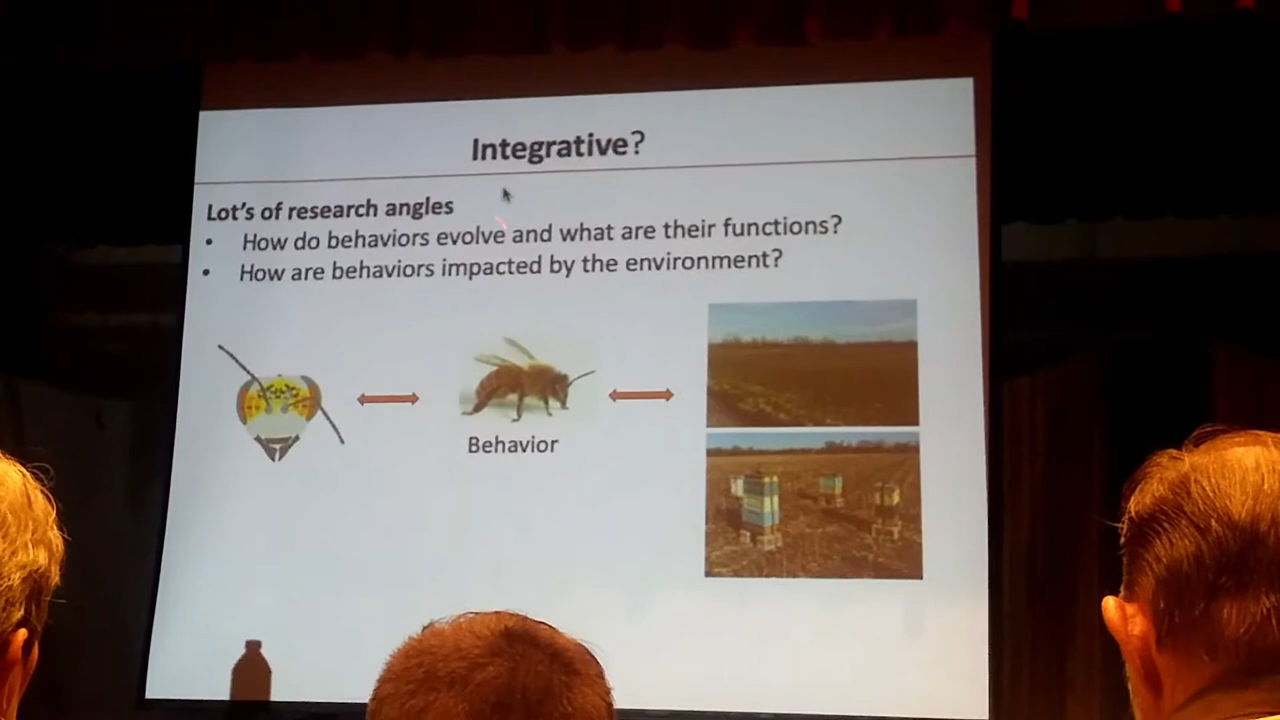 Integrative?
Lot's of research angles
• How do behaviors evolve and what are their functions?
• How are behaviors impacted by the environment?
Behavior